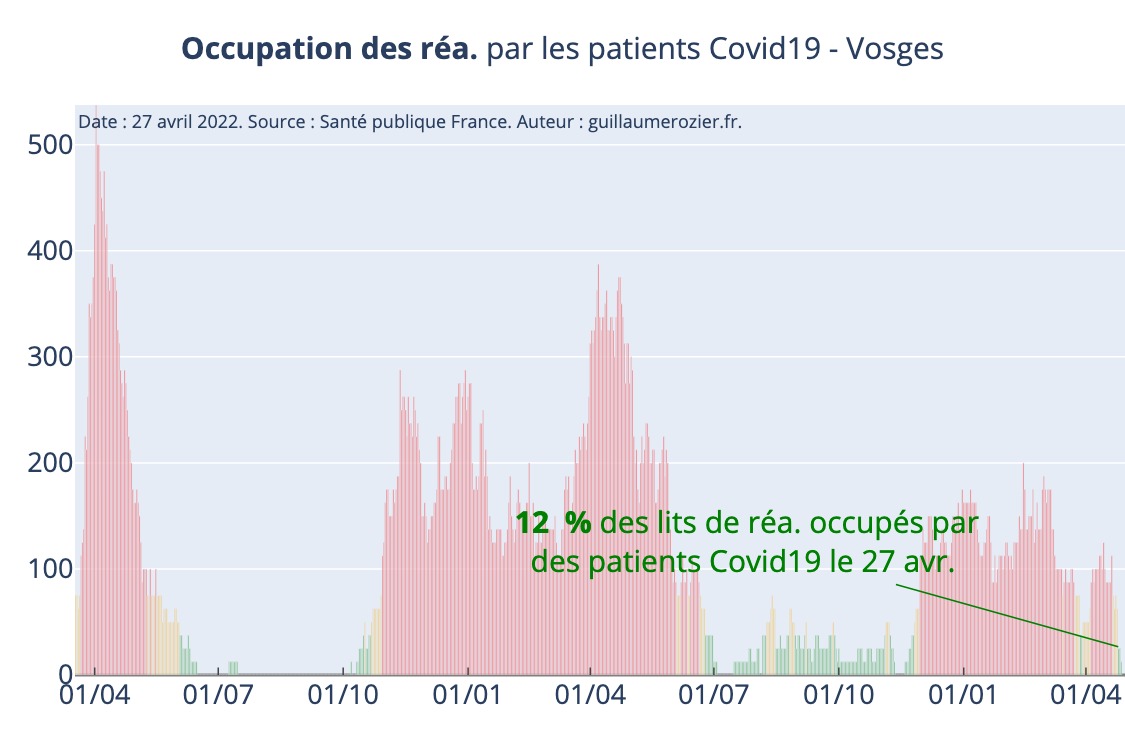 Occupation des réa. par les patients Covid19 - Vosges
Date : 27 avril 2022. Source : Santé publique France. Auteur : guillaumerozier.fr.
500
400
300
200
12 % des lits de réa. occupés par
des patients Covid19 le 27 avr.
100
0
01/04 01/07 01/10 01/01 01/04 01/07 01/10 01/01 01/04